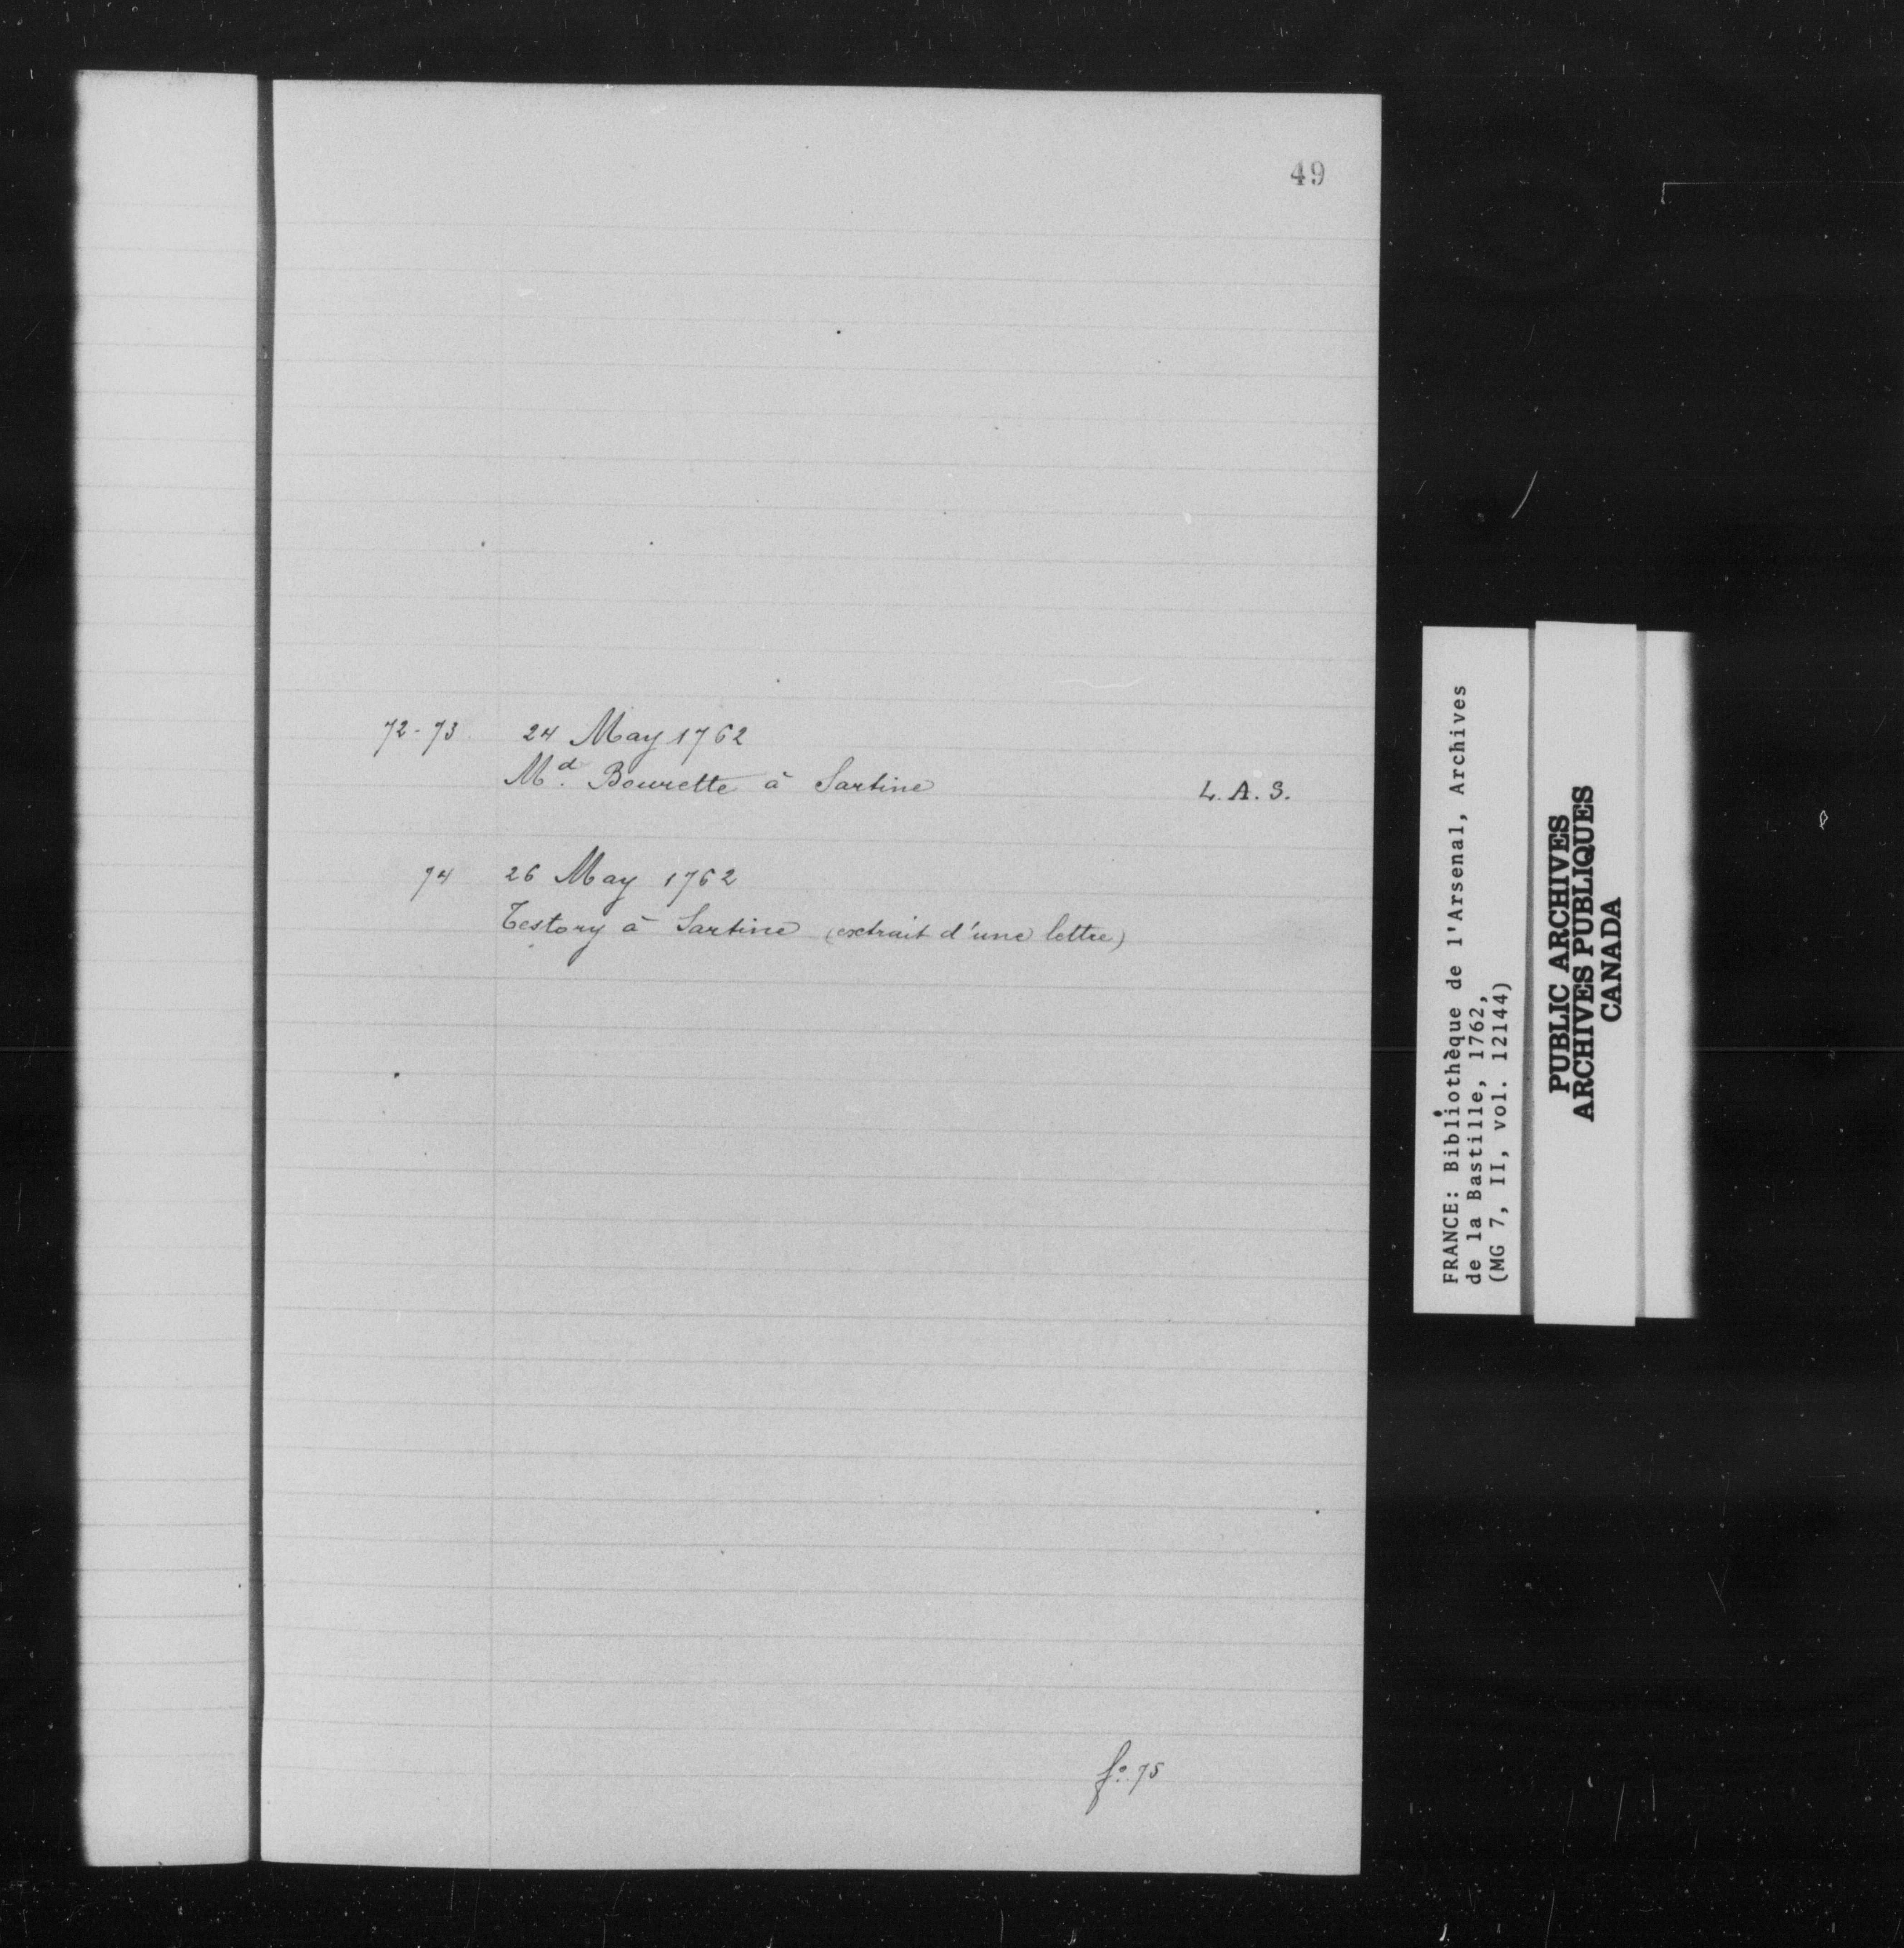 49
72-73 24 May 1762
Md. Bourette à Sartine L.A.S.
74 26 May 1762
Testory à Sartine (extrait d'une lettre)
fo. 75
FRANCE: Bibliothèque de l'Arsenal, Archives
de la Bastille, 1762,
(MG 7, II, vol. 12144)
PUBLIC ARCHIVES
ARCHIVES PUBLIQUES
CANADA